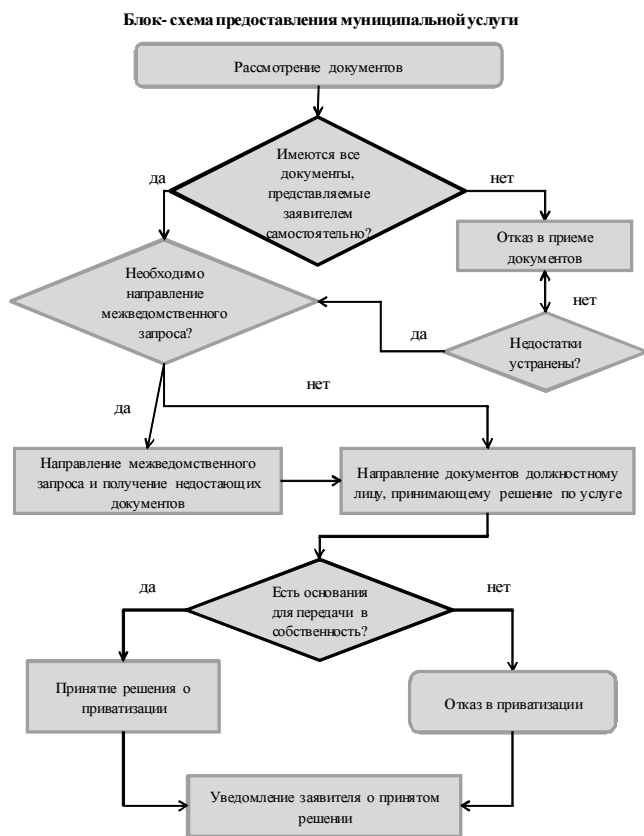 Блок- схема предоставления муниципальной услуги
Рассмотрение документов
Имеются все
документы,
представляемые
заявителем
самостоятельно?
да
нет
Отказ в приеме
документов
Необходимо
направление
межведомственного
запроса?
нет
да
Недостатки
устранены?
нет
да
Направление межведомственного
запроса и получение недостающих
документов
Направление документов должностному
лицу, принимающему решение по услуге
да
Есть основания
для передачи в
собственность?
нет
Принятие решения о
приватизации
Отказ в приватизации
Уведомление заявителя о принятом
решении